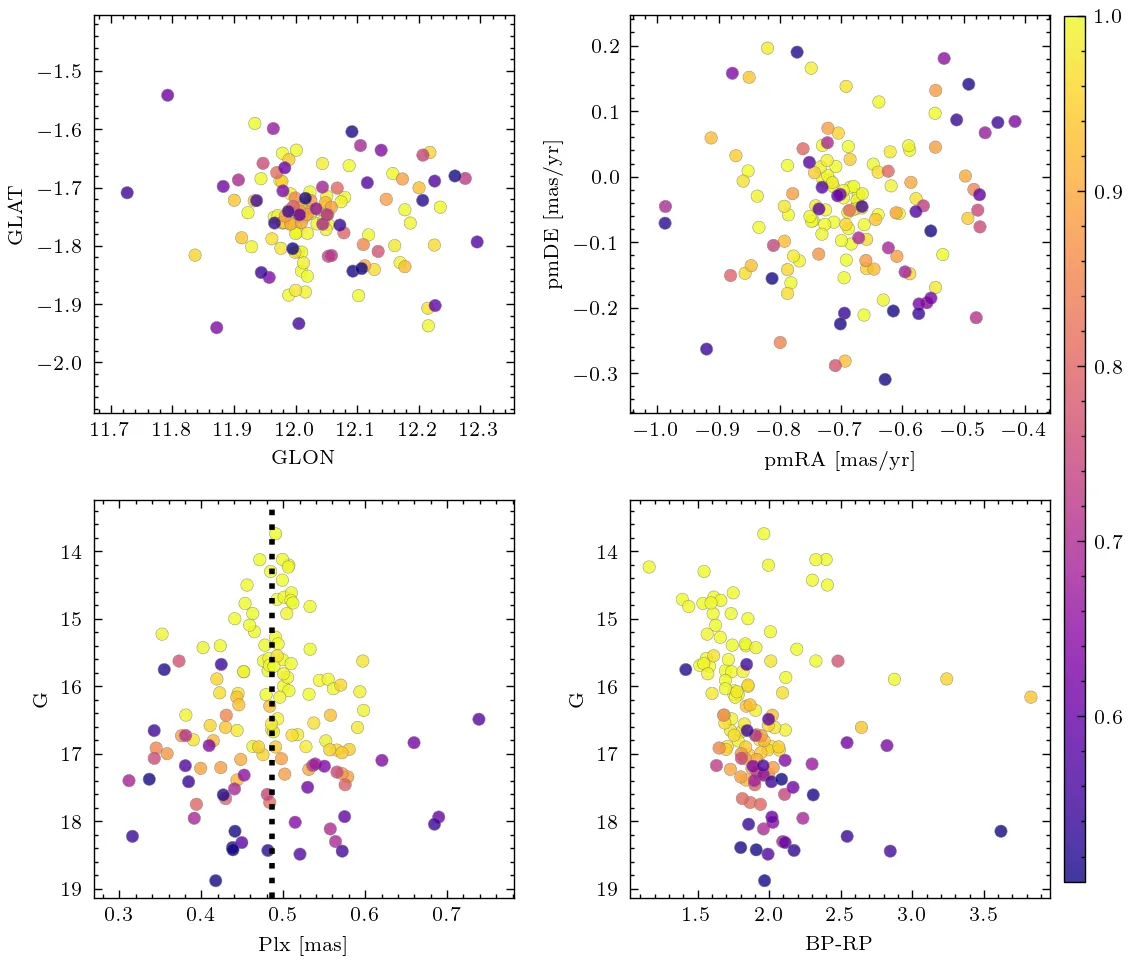 −1.5
−1.6
−1.7
−1.8
−1.9
−2.0
GLAT
11.7 11.8 11.9 12.0 12.1 12.2 12.3
GLON
0.2
0.1
0.0
−0.1
−0.2
−0.3
pmDE [mas/yr]
−1.0 −0.9 −0.8 −0.7 −0.6 −0.5 −0.4
pmRA [mas/yr]
14
15
16
17
18
19
G
0.3 0.4 0.5 0.6 0.7
Plx [mas]
14
15
16
17
18
19
G
1.5 2.0 2.5 3.0 3.5
BP-RP
1.0
0.9
0.8
0.7
0.6